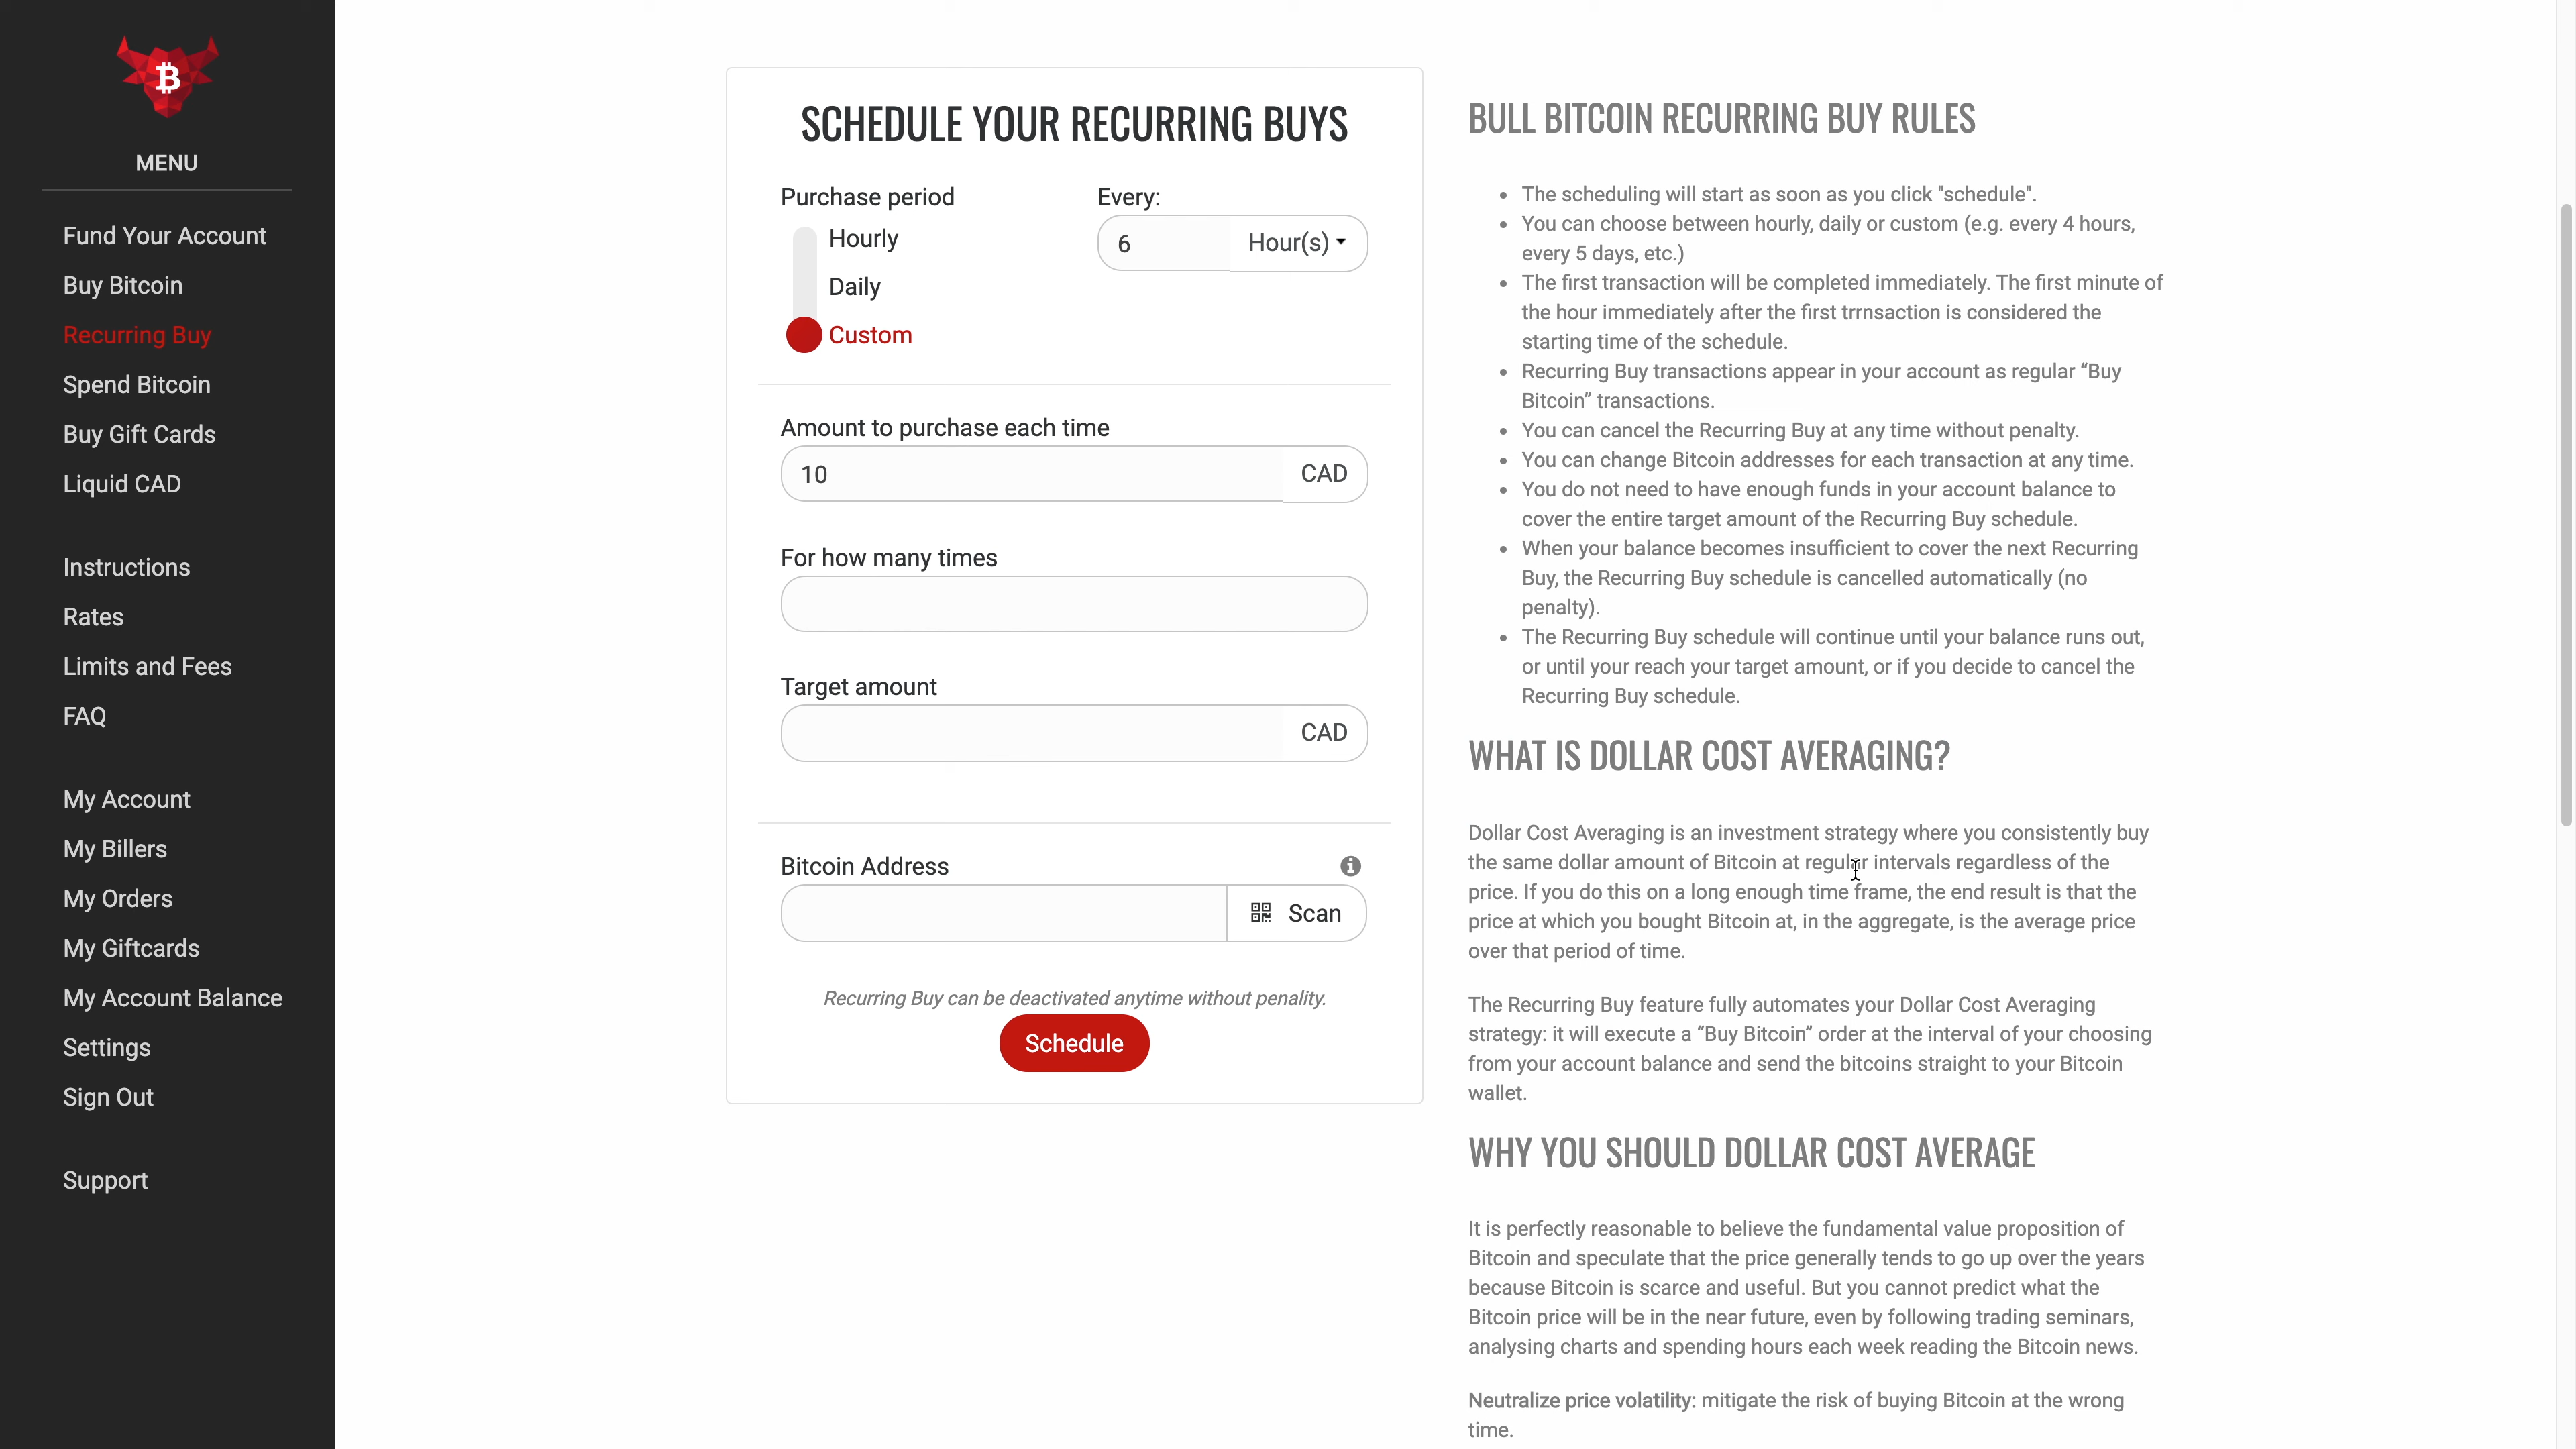 B
MENU
Fund Your Account
Buy Bitcoin
Recurring Buy
Spend Bitcoin
Buy Gift Cards
Liquid CAD
Instructions
Rates
Limits and Fees
FAQ
My Account
My Billers
My Orders
My Giftcards
My Account Balance
Settings
Sign Out
Support
SCHEDULE YOUR RECURRING BUYS
Purchase period
Hourly
Daily
Custom
Every:
6 Hour(s)
Amount to purchase each time
10 CAD
For how many times
Target amount
CAD
Bitcoin Address
Scan
Recurring Buy can be deactivated anytime without penality.
Schedule
BULL BITCOIN RECURRING BUY RULES
• The scheduling will start as soon as you click "schedule".
• You can choose between hourly, daily or custom (e.g. every 4 hours,
every 5 days, etc.)
• The first transaction will be completed immediately. The first minute of
the hour immediately after the first trrnsaction is considered the
starting time of the schedule.
• Recurring Buy transactions appear in your account as regular “Buy
Bitcoin” transactions.
• You can cancel the Recurring Buy at any time without penalty.
• You can change Bitcoin addresses for each transaction at any time.
• You do not need to have enough funds in your account balance to
cover the entire target amount of the Recurring Buy schedule.
• When your balance becomes insufficient to cover the next Recurring
Buy, the Recurring Buy schedule is cancelled automatically (no
penalty).
• The Recurring Buy schedule will continue until your balance runs out,
or until your reach your target amount, or if you decide to cancel the
Recurring Buy schedule.
WHAT IS DOLLAR COST AVERAGING?
Dollar Cost Averaging is an investment strategy where you consistently buy
the same dollar amount of Bitcoin at regular intervals regardless of the
price. If you do this on a long enough time frame, the end result is that the
price at which you bought Bitcoin at, in the aggregate, is the average price
over that period of time.
The Recurring Buy feature fully automates your Dollar Cost Averaging
strategy: it will execute a “Buy Bitcoin” order at the interval of your choosing
from your account balance and send the bitcoins straight to your Bitcoin
wallet.
WHY YOU SHOULD DOLLAR COST AVERAGE
It is perfectly reasonable to believe the fundamental value proposition of
Bitcoin and speculate that the price generally tends to go up over the years
because Bitcoin is scarce and useful. But you cannot predict what the
Bitcoin price will be in the near future, even by following trading seminars,
analysing charts and spending hours each week reading the Bitcoin news.
Neutralize price volatility: mitigate the risk of buying Bitcoin at the wrong
time.